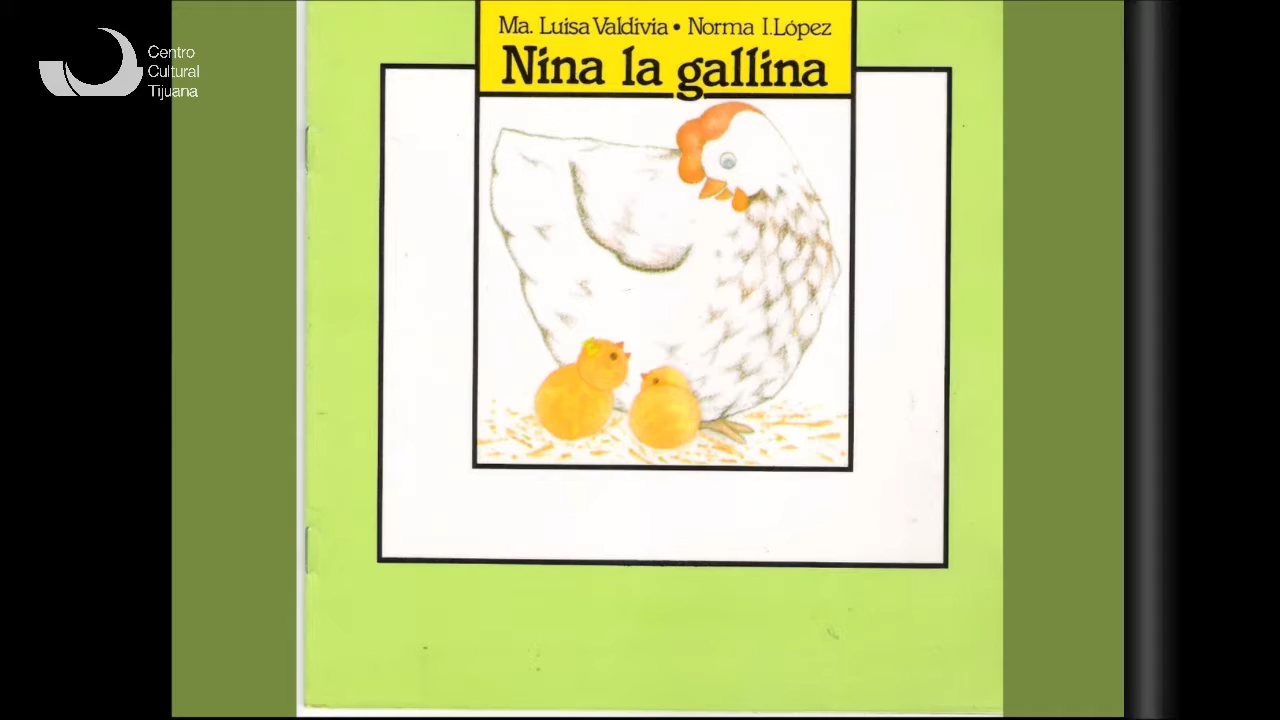 Centro
Cultural
Tijuana
Ma. Luisa Valdivia • Norma I. López
Nina la gallina